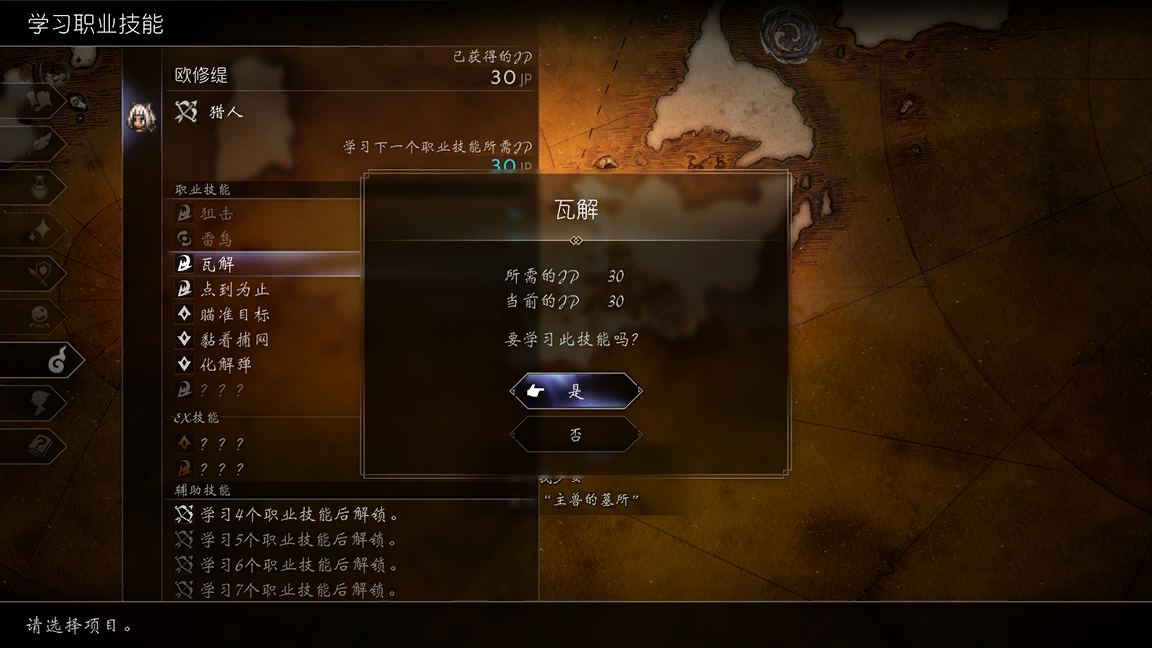 学习职业技能
已获得的JP
欧修缇
30 JP
猎人
学习下一个职业技能所需JP
30 JP
职业技能
狙击
雷鸟
瓦解
点到为止
瞄准目标
黏着捕网
化解弹
？？？
EX技能
？？？
？？？
辅助技能
学习4个职业技能后解锁。
学习5个职业技能后解锁。
学习6个职业技能后解锁。
学习7个职业技能后解锁。
瓦解
所需的JP 30
当前的JP 30
要学习此技能吗？
是
否
“主兽的墓所”
请选择项目。